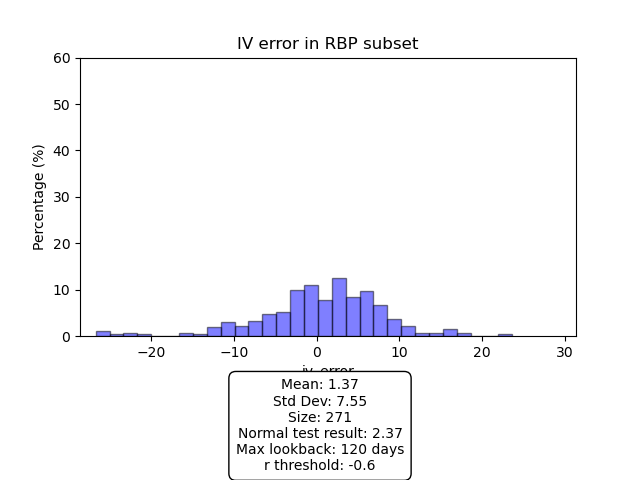 IV error in RBP subset
Percentage (%)
60
50
40
30
20
10
0
−20
−10
0
10
20
30
iv_error
Mean: 1.37
Std Dev: 7.55
Size: 271
Normal test result: 2.37
Max lookback: 120 days
r threshold: -0.6